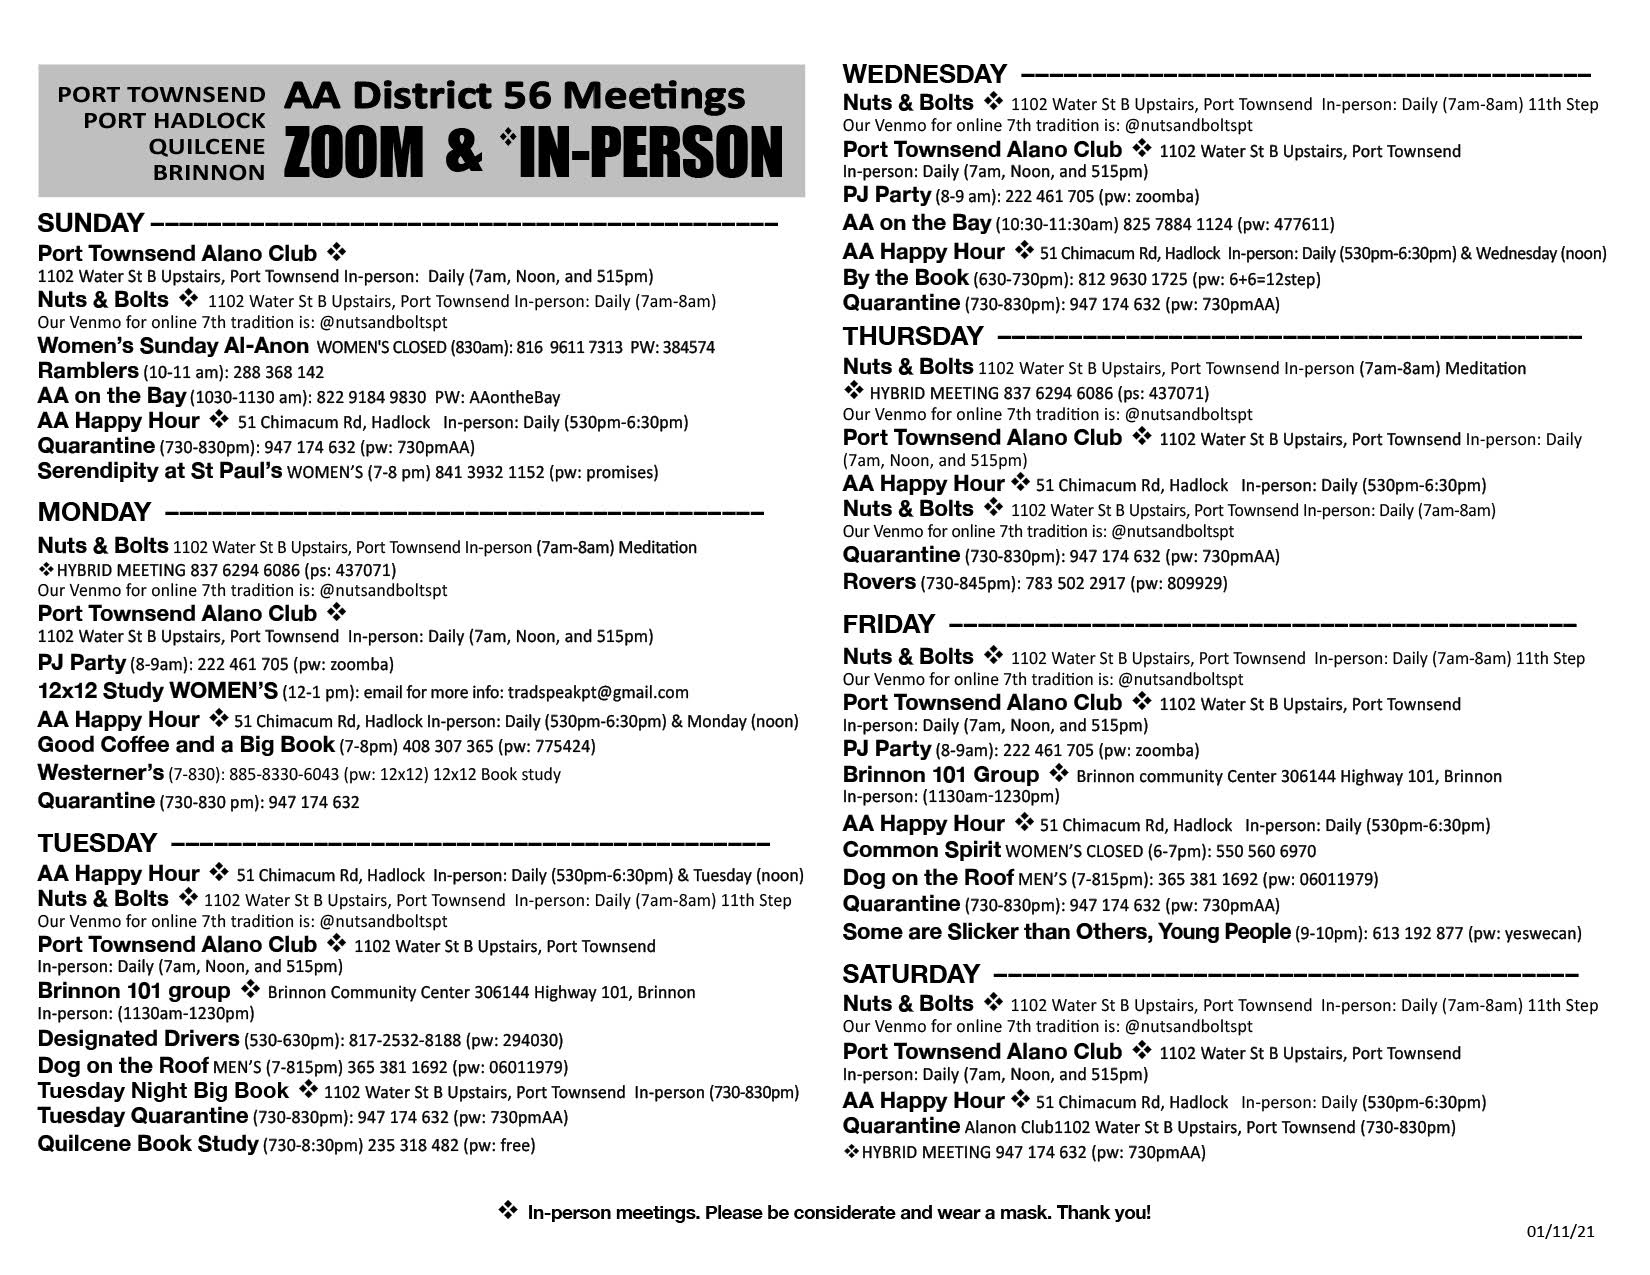 PORT TOWNSEND
PORT HADLOCK
QUILCENE
BRINNON
AA District 56 Meetings
ZOOM & ❖IN-PERSON
SUNDAY ––––––––––––––––––––––––––––––––––––––––––––
Port Townsend Alano Club ❖
1102 Water St B Upstairs, Port Townsend In-person: Daily (7am, Noon, and 515pm)
Nuts & Bolts ❖ 1102 Water St B Upstairs, Port Townsend In-person: Daily (7am-8am)
Our Venmo for online 7th tradition is: @nutsandboltspt
Women’s Sunday Al-Anon WOMEN'S CLOSED (830am): 816 9611 7313 PW: 384574
Ramblers (10-11 am): 288 368 142
AA on the Bay (1030-1130 am): 822 9184 9830 PW: AAontheBay
AA Happy Hour ❖ 51 Chimacum Rd, Hadlock In-person: Daily (530pm-6:30pm)
Quarantine (730-830pm): 947 174 632 (pw: 730pmAA)
Serendipity at St Paul’s WOMEN’S (7-8 pm) 841 3932 1152 (pw: promises)
MONDAY ––––––––––––––––––––––––––––––––––––––––––
Nuts & Bolts 1102 Water St B Upstairs, Port Townsend In-person (7am-8am) Meditation
❖HYBRID MEETING 837 6294 6086 (ps: 437071)
Our Venmo for online 7th tradition is: @nutsandboltspt
Port Townsend Alano Club ❖
1102 Water St B Upstairs, Port Townsend In-person: Daily (7am, Noon, and 515pm)
PJ Party (8-9am): 222 461 705 (pw: zoomba)
12x12 Study WOMEN’S (12-1 pm): email for more info: tradspeakpt@gmail.com
AA Happy Hour ❖ 51 Chimacum Rd, Hadlock In-person: Daily (530pm-6:30pm) & Monday (noon)
Good Coffee and a Big Book (7-8pm) 408 307 365 (pw: 775424)
Westerner’s (7-830): 885-8330-6043 (pw: 12x12) 12x12 Book study
Quarantine (730-830 pm): 947 174 632
TUESDAY ––––––––––––––––––––––––––––––––––––––––––
AA Happy Hour ❖ 51 Chimacum Rd, Hadlock In-person: Daily (530pm-6:30pm) & Tuesday (noon)
Nuts & Bolts ❖ 1102 Water St B Upstairs, Port Townsend In-person: Daily (7am-8am) 11th Step
Our Venmo for online 7th tradition is: @nutsandboltspt
Port Townsend Alano Club ❖ 1102 Water St B Upstairs, Port Townsend
In-person: Daily (7am, Noon, and 515pm)
Brinnon 101 group ❖ Brinnon Community Center 306144 Highway 101, Brinnon
In-person: (1130am-1230pm)
Designated Drivers (530-630pm): 817-2532-8188 (pw: 294030)
Dog on the Roof MEN’S (7-815pm) 365 381 1692 (pw: 06011979)
Tuesday Night Big Book ❖ 1102 Water St B Upstairs, Port Townsend In-person (730-830pm)
Tuesday Quarantine (730-830pm): 947 174 632 (pw: 730pmAA)
Quilcene Book Study (730-8:30pm) 235 318 482 (pw: free)
WEDNESDAY ––––––––––––––––––––––––––––––––––––––––
Nuts & Bolts ❖ 1102 Water St B Upstairs, Port Townsend In-person: Daily (7am-8am) 11th Step
Our Venmo for online 7th tradition is: @nutsandboltspt
Port Townsend Alano Club ❖ 1102 Water St B Upstairs, Port Townsend
In-person: Daily (7am, Noon, and 515pm)
PJ Party (8-9 am): 222 461 705 (pw: zoomba)
AA on the Bay (10:30-11:30am) 825 7884 1124 (pw: 477611)
AA Happy Hour ❖ 51 Chimacum Rd, Hadlock In-person: Daily (530pm-6:30pm) & Wednesday (noon)
By the Book (630-730pm): 812 9630 1725 (pw: 6+6=12step)
Quarantine (730-830pm): 947 174 632 (pw: 730pmAA)
THURSDAY –––––––––––––––––––––––––––––––––––––––––
Nuts & Bolts 1102 Water St B Upstairs, Port Townsend In-person (7am-8am) Meditation
❖ HYBRID MEETING 837 6294 6086 (ps: 437071)
Our Venmo for online 7th tradition is: @nutsandboltspt
Port Townsend Alano Club ❖ 1102 Water St B Upstairs, Port Townsend In-person: Daily
(7am, Noon, and 515pm)
AA Happy Hour ❖ 51 Chimacum Rd, Hadlock In-person: Daily (530pm-6:30pm)
Nuts & Bolts ❖ 1102 Water St B Upstairs, Port Townsend In-person: Daily (7am-8am)
Our Venmo for online 7th tradition is: @nutsandboltspt
Quarantine (730-830pm): 947 174 632 (pw: 730pmAA)
Rovers (730-845pm): 783 502 2917 (pw: 809929)
FRIDAY ––––––––––––––––––––––––––––––––––––––––––––
Nuts & Bolts ❖ 1102 Water St B Upstairs, Port Townsend In-person: Daily (7am-8am) 11th Step
Our Venmo for online 7th tradition is: @nutsandboltspt
Port Townsend Alano Club ❖ 1102 Water St B Upstairs, Port Townsend
In-person: Daily (7am, Noon, and 515pm)
PJ Party (8-9am): 222 461 705 (pw: zoomba)
Brinnon 101 Group ❖ Brinnon community Center 306144 Highway 101, Brinnon
In-person: (1130am-1230pm)
AA Happy Hour ❖ 51 Chimacum Rd, Hadlock In-person: Daily (530pm-6:30pm)
Common Spirit WOMEN’S CLOSED (6-7pm): 550 560 6970
Dog on the Roof MEN’S (7-815pm): 365 381 1692 (pw: 06011979)
Quarantine (730-830pm): 947 174 632 (pw: 730pmAA)
Some are Slicker than Others, Young People (9-10pm): 613 192 877 (pw: yeswecan)
SATURDAY –––––––––––––––––––––––––––––––––––––––––
Nuts & Bolts ❖ 1102 Water St B Upstairs, Port Townsend In-person: Daily (7am-8am) 11th Step
Our Venmo for online 7th tradition is: @nutsandboltspt
Port Townsend Alano Club ❖ 1102 Water St B Upstairs, Port Townsend
In-person: Daily (7am, Noon, and 515pm)
AA Happy Hour ❖ 51 Chimacum Rd, Hadlock In-person: Daily (530pm-6:30pm)
Quarantine Alanon Club1102 Water St B Upstairs, Port Townsend (730-830pm)
❖HYBRID MEETING 947 174 632 (pw: 730pmAA)
❖ In-person meetings. Please be considerate and wear a mask. Thank you!
01/11/21